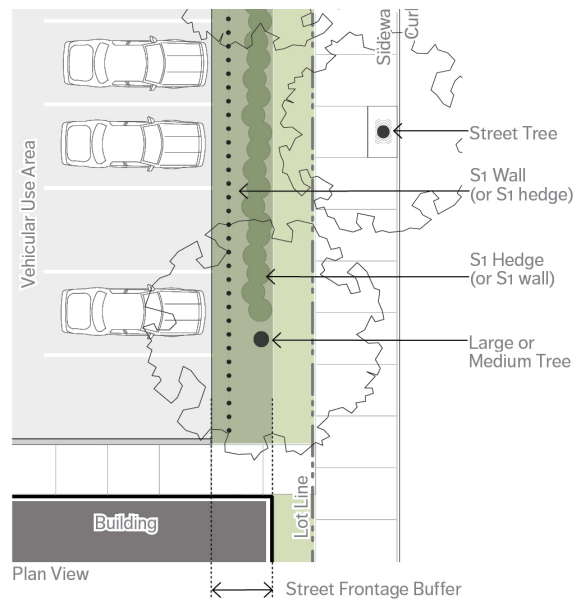 Sidewa
Curl
Street Tree
S1 Wall
(or S1 hedge)
Vehicular Use Area
S1 Hedge
(or S1 wall)
Large or
Medium Tree
Lot Line
Building
Plan View
Street Frontage Buffer